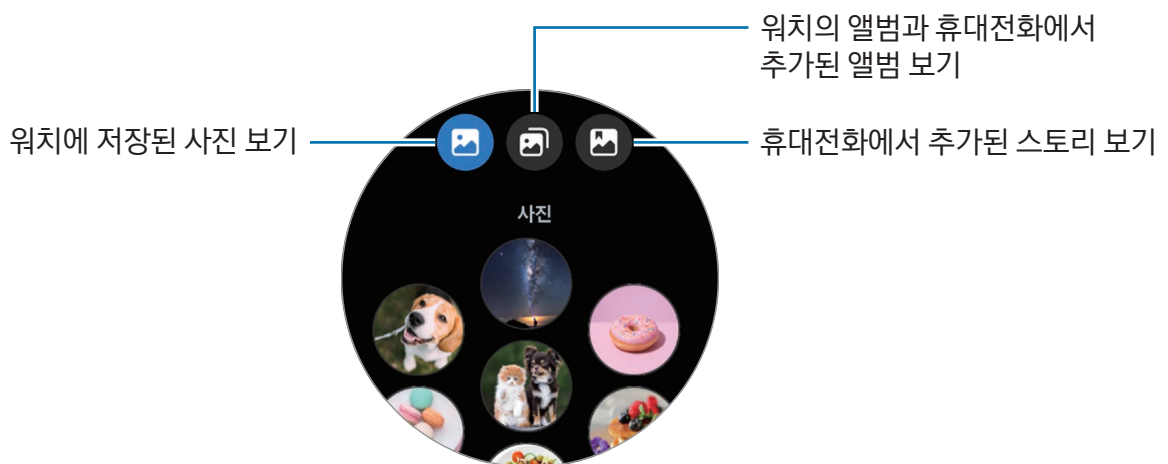 워치의 앨범과 휴대전화에서
추가된 앨범 보기
워치에 저장된 사진 보기
휴대전화에서 추가된 스토리 보기
사진